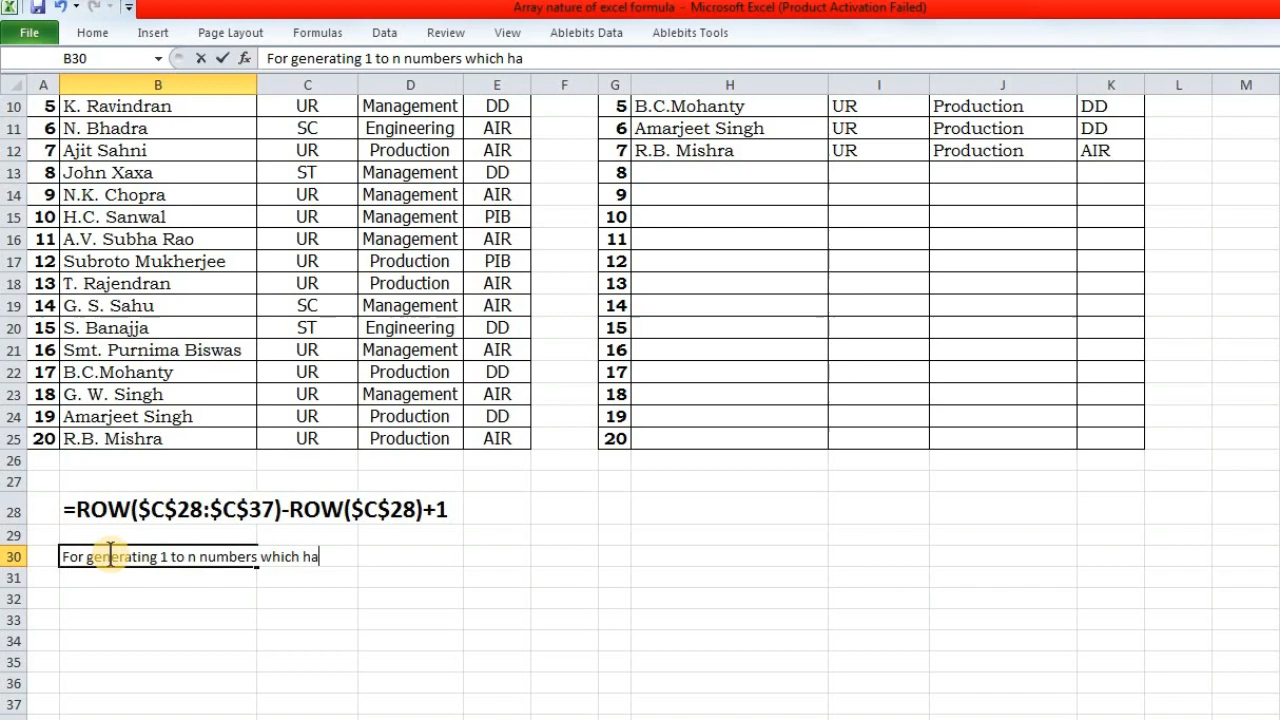 Array nature of excel formula - Microsoft Excel (Product Activation Failed)
File Home Insert Page Layout Formulas Data Review View Ablebits Data Ablebits Tools
B30 fx For generating 1 to n numbers which ha
A B C D E F G H I J K L M
10 5 K. Ravindran UR Management DD 5 B.C.Mohanty UR Production DD
11 6 N. Bhadra SC Engineering AIR 6 Amarjeet Singh UR Production DD
12 7 Ajit Sahni UR Production AIR 7 R.B. Mishra UR Production AIR
13 8 John Xaxa ST Management DD 8
14 9 N.K. Chopra UR Management AIR 9
15 10 H.C. Sanwal UR Management PIB 10
16 11 A.V. Subha Rao UR Management AIR 11
17 12 Subroto Mukherjee UR Production PIB 12
18 13 T. Rajendran UR Production AIR 13
19 14 G. S. Sahu SC Management AIR 14
20 15 S. Banajja ST Engineering DD 15
21 16 Smt. Purnima Biswas UR Management AIR 16
22 17 B.C.Mohanty UR Production DD 17
23 18 G. W. Singh UR Management AIR 18
24 19 Amarjeet Singh UR Production DD 19
25 20 R.B. Mishra UR Production AIR 20
26
27
28 =ROW($C$28:$C$37)-ROW($C$28)+1
29
30 For generating 1 to n numbers which ha
31
32
33
34
35
36
37